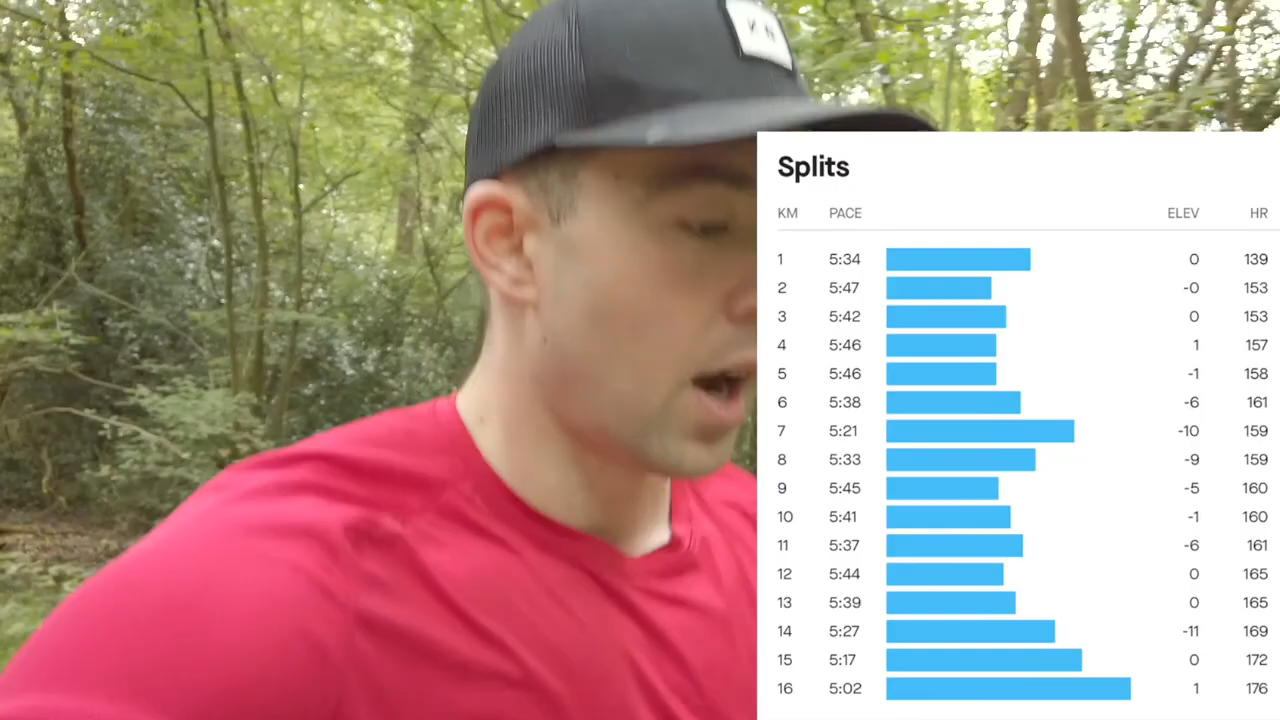 Splits
KM PACE ELEV HR
1 5:34 0 139
2 5:47 -0 153
3 5:42 0 153
4 5:46 1 157
5 5:46 -1 158
6 5:38 -6 161
7 5:21 -10 159
8 5:33 -9 159
9 5:45 -5 160
10 5:41 -1 160
11 5:37 -6 161
12 5:44 0 165
13 5:39 0 165
14 5:27 -11 169
15 5:17 0 172
16 5:02 1 176